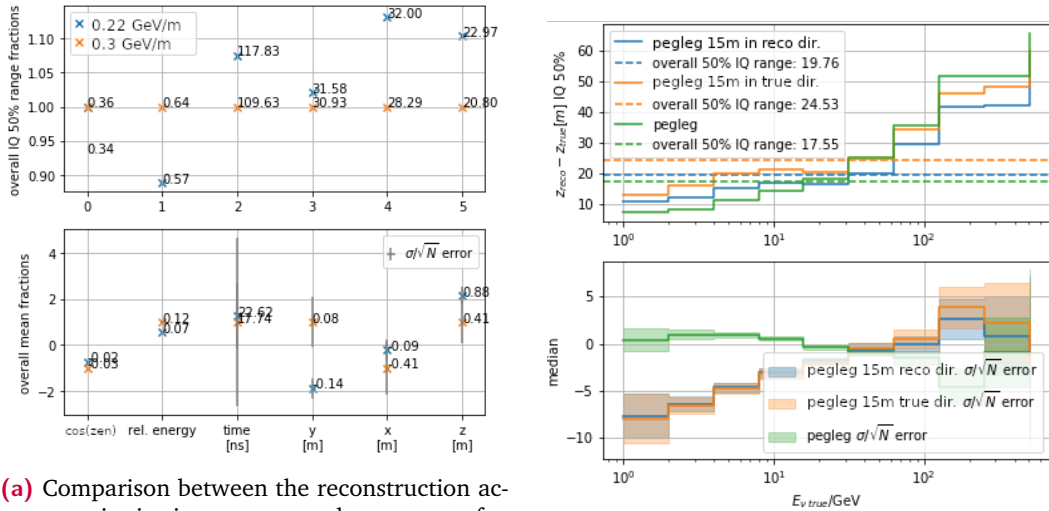 overall IQ 50% range fractions
1.10
1.05
1.00
0.95
0.90
0.22 GeV/m
0.3 GeV/m
0.36
0.34
0.64
0.57
117.83
109.63
31.58
30.93
32.00
28.29
22.97
20.80
0 1 2 3 4 5
overall mean fractions
4
2
0
−2
σ/√N error
-0.02
-0.03
0.12
0.07
22.62
17.74
0.08
-0.14
-0.09
-0.41
0.88
0.41
cos(zen) rel. energy time y x z
[ns] [m] [m] [m]
(a) Comparison between the reconstruction ac-
z_reco − z_true[m] IQ 50%
60
50
40
30
20
10
pegleg 15m in reco dir.
overall 50% IQ range: 19.76
pegleg 15m in true dir.
overall 50% IQ range: 24.53
pegleg
overall 50% IQ range: 17.55
10⁰ 10¹ 10²
median
5
0
−5
−10
pegleg 15m reco dir. σ/√N error
pegleg 15m true dir. σ/√N error
pegleg σ/√N error
10⁰ 10¹ 10²
E_ν true/GeV